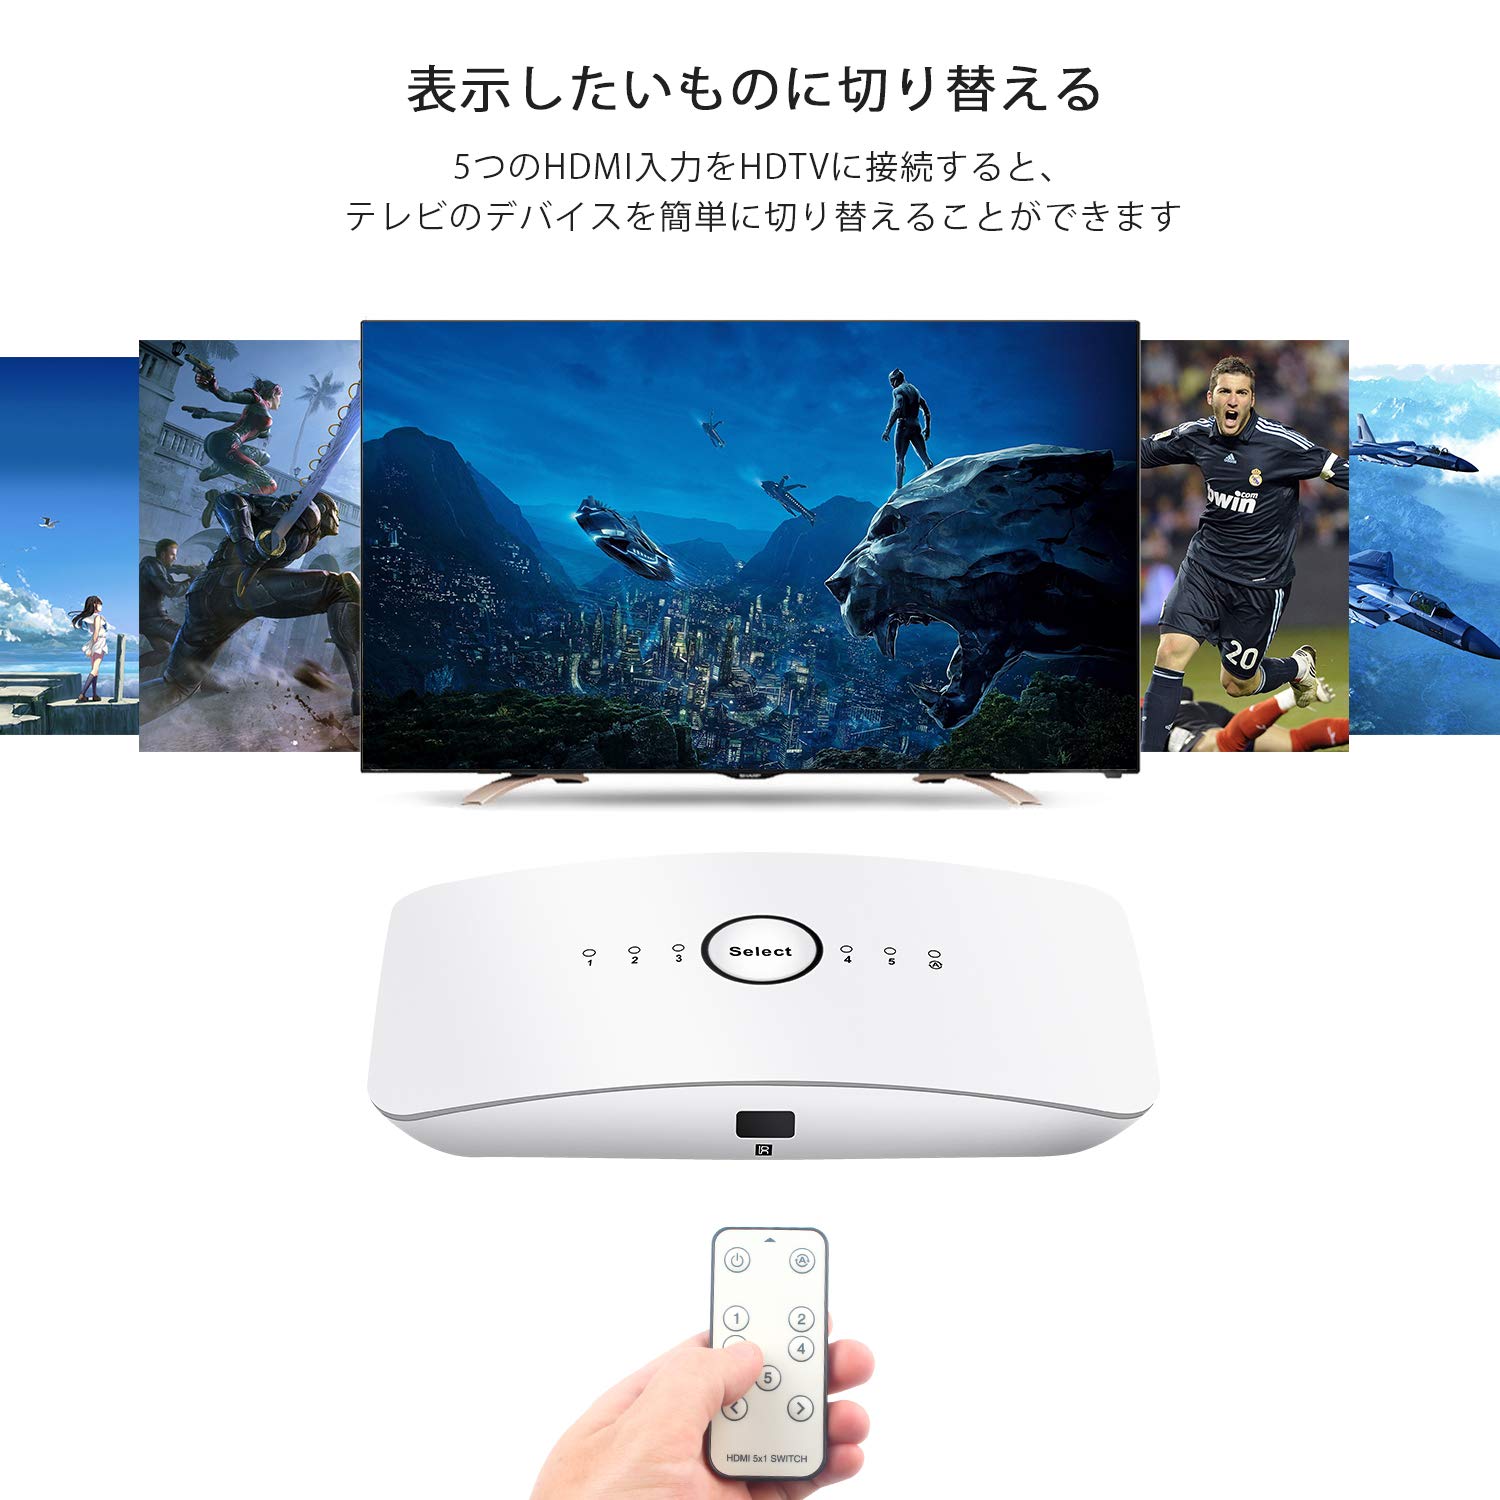 表示したいものに切り替える
5つのHDMI入力をHDTVに接続すると、
テレビのデバイスを簡単に切り替えることができます
adidas
bwin
.com
20
SHARP
Select
1 2 3 4 5 A
IR
A
1 2
4
5
HDMI 5x1 SWITCH